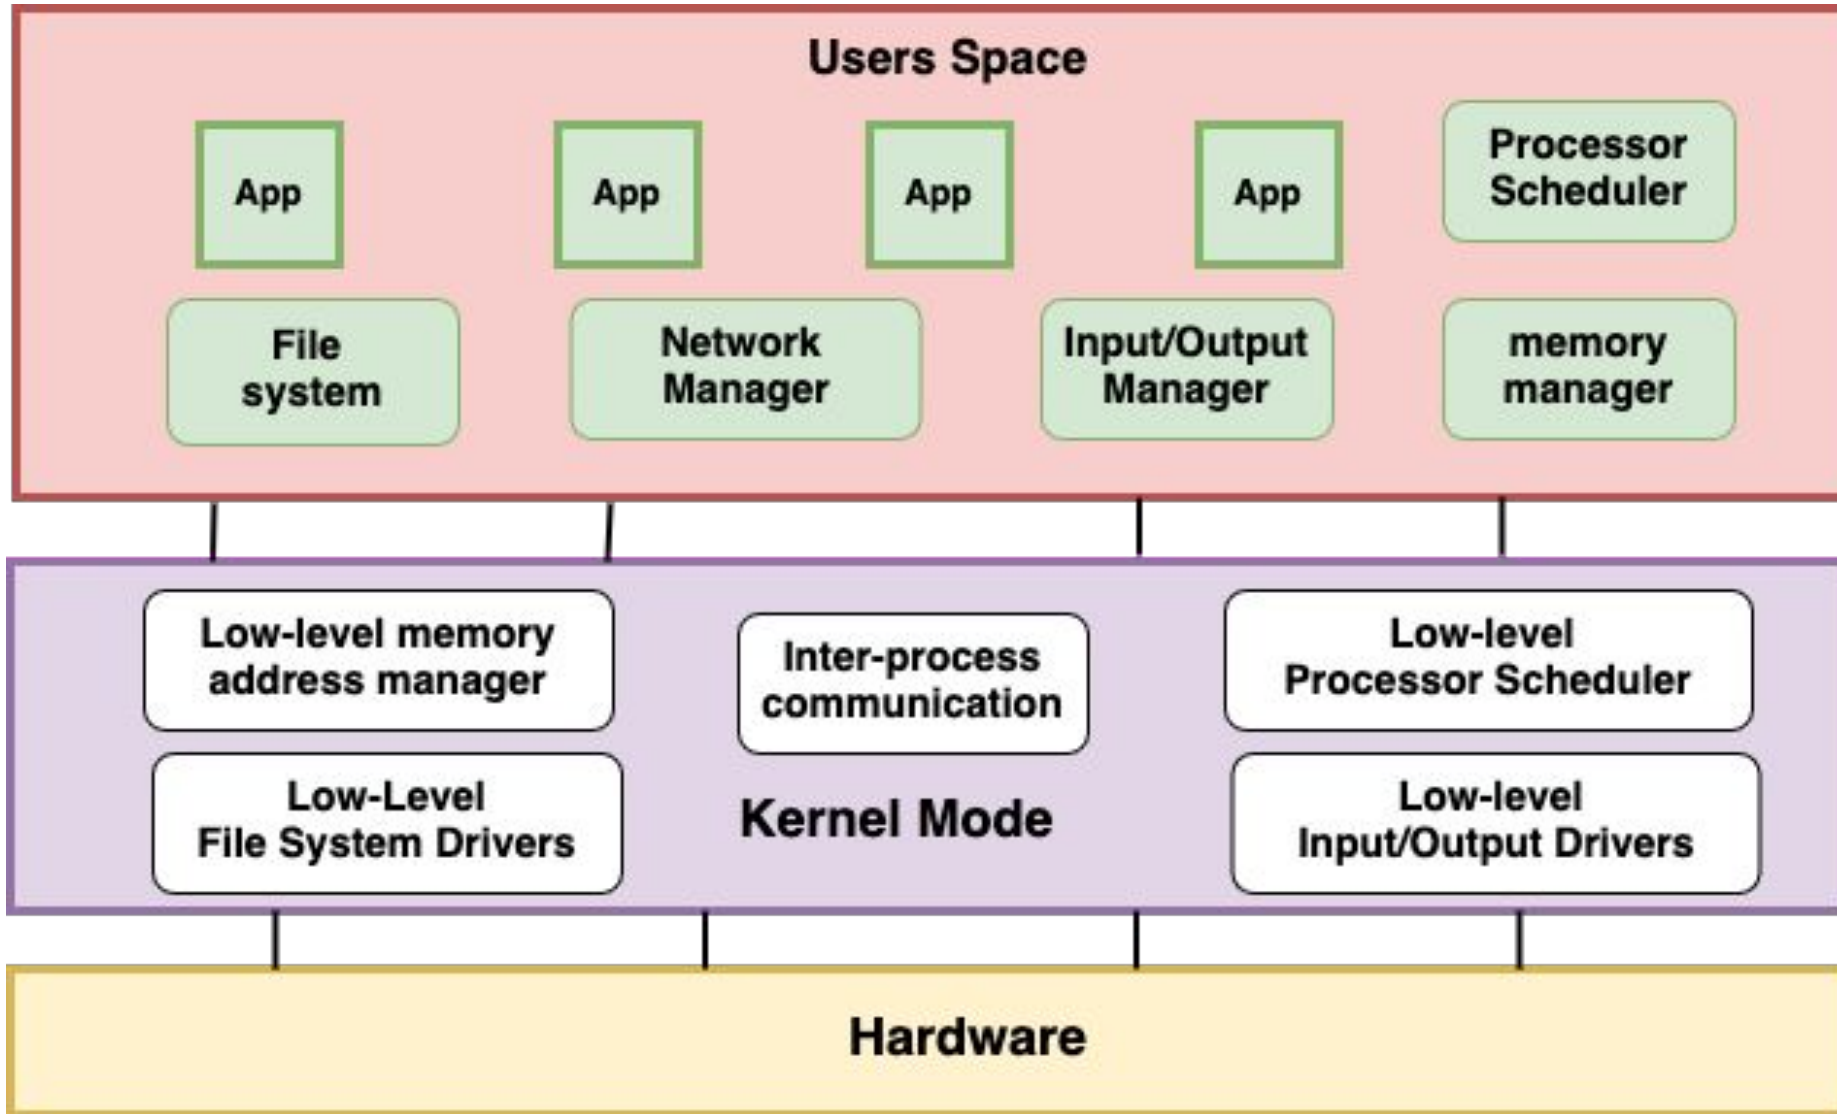 Users Space
App
App
App
App
Processor
Scheduler
File
system
Network
Manager
Input/Output
Manager
memory
manager
Low-level memory
address manager
Inter-process
communication
Low-level
Processor Scheduler
Low-Level
File System Drivers
Kernel Mode
Low-level
Input/Output Drivers
Hardware